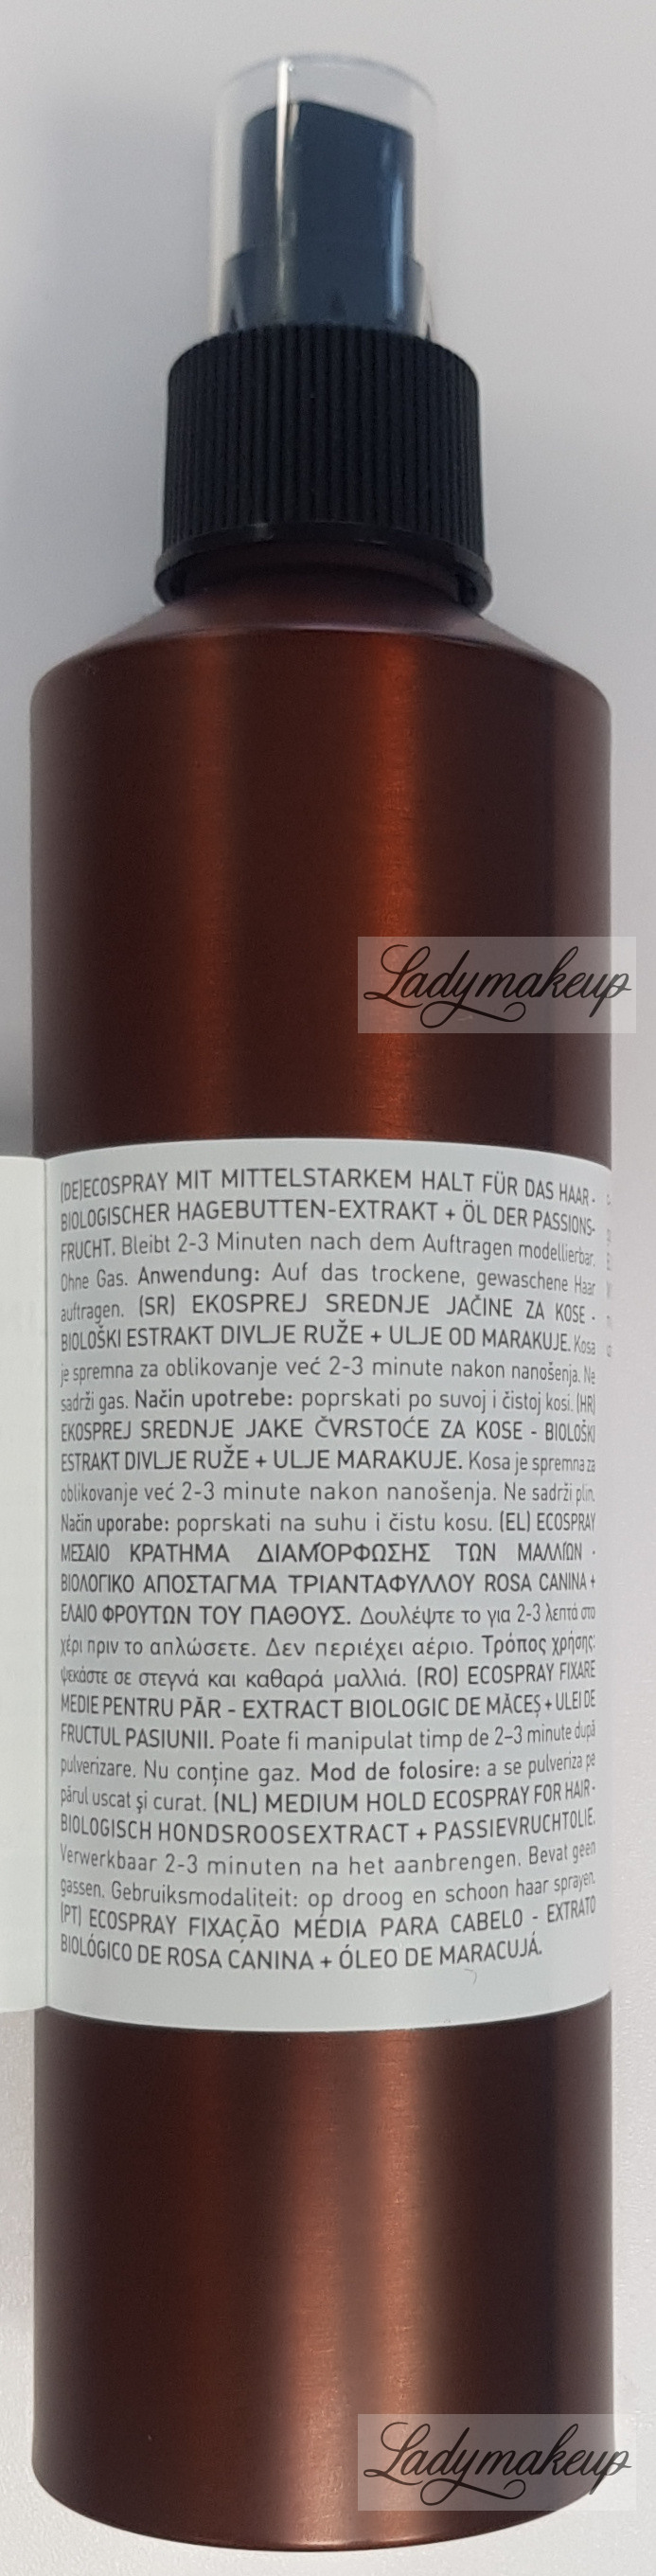 Ladymakeup
(DE)ECOSPRAY MIT MITTELSTARKEM HALT FÜR DAS HAAR -
BIOLOGISCHER HAGEBUTTEN-EXTRAKT + ÖL DER PASSIONS-
FRUCHT. Bleibt 2-3 Minuten nach dem Auftragen modellierbar.
Ohne Gas. Anwendung: Auf das trockene, gewaschene Haar
auftragen. (SR) EKOSPREJ SREDNJE JAČINE ZA KOSE -
BIOLOŠKI ESTRAKT DIVLJE RUŽE + ULJE OD MARAKUJE. Kosa
je spremna za oblikovanje već 2-3 minute nakon nanošenja. Ne
sadrži gas. Način upotrebe: poprskati po suvoj i čistoj kosi. (HR)
EKOSPREJ SREDNJE JAKE ČVRSTOĆE ZA KOSE - BIOLOŠKI
ESTRAKT DIVLJE RUŽE + ULJE MARAKUJE. Kosa je spremna za
oblikovanje već 2-3 minute nakon nanošenja. Ne sadrži plin.
Način uporabe: poprskati na suhu i čistu kosu. (EL) ECOSPRAY
ΜΕΣΑΙΟ ΚΡΑΤΗΜΑ ΔΙΑΜΌΡΦΩΣΗΣ ΤΩΝ ΜΑΛΛΙΏΝ -
ΒΙΟΛΟΓΙΚΟ ΑΠΟΣΤΑΓΜΑ ΤΡΙΑΝΤΑΦΥΛΛΟΥ ROSA CANINA +
ΕΛΑΙΟ ΦΡΟΥΤΩΝ ΤΟΥ ΠΑΘΟΥΣ. Δουλέψτε το για 2-3 λεπτά στο
χέρι πριν το απλώσετε. Δεν περιέχει αέριο. Τρόπος χρήσης:
ψεκάστε σε στεγνά και καθαρά μαλλιά. (RO) ECOSPRAY FIXARE
MEDIE PENTRU PĂR - EXTRACT BIOLOGIC DE MĂCEȘ + ULEI DE
FRUCTUL PASIUNII. Poate fi manipulat timp de 2-3 minute după
pulverizare. Nu conține gaz. Mod de folosire: a se pulveriza pe
părul uscat și curat. (NL) MEDIUM HOLD ECOSPRAY FOR HAIR -
BIOLOGISCH HONDSROOSEXTRACT + PASSIEVRUCHTOLIE.
Verwerkbaar 2-3 minuten na het aanbrengen. Bevat geen
gassen. Gebruiksmodaliteit: op droog en schoon haar sprayen.
(PT) ECOSPRAY FIXAÇÃO MÉDIA PARA CABELO - EXTRATO
BIOLÓGICO DE ROSA CANINA + ÓLEO DE MARACUJÁ.
Ladymakeup